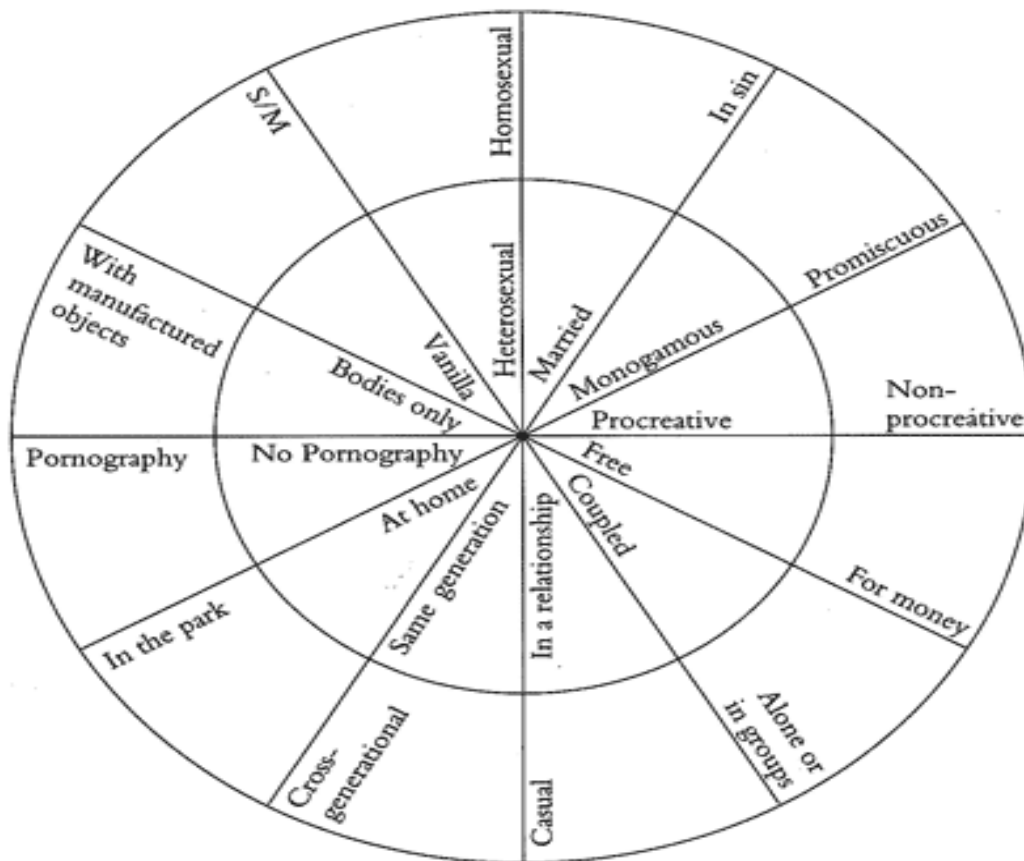 Homosexual
Heterosexual
In sin
Married
Promiscuous
Monogamous
Non-
procreative
Procreative
Free
For money
Coupled
Alone or
in groups
In a relationship
Casual
Same generation
Cross-
generational
At home
In the park
No Pornography
Pornography
Bodies only
With
manufactured
objects
Vanilla
S/M